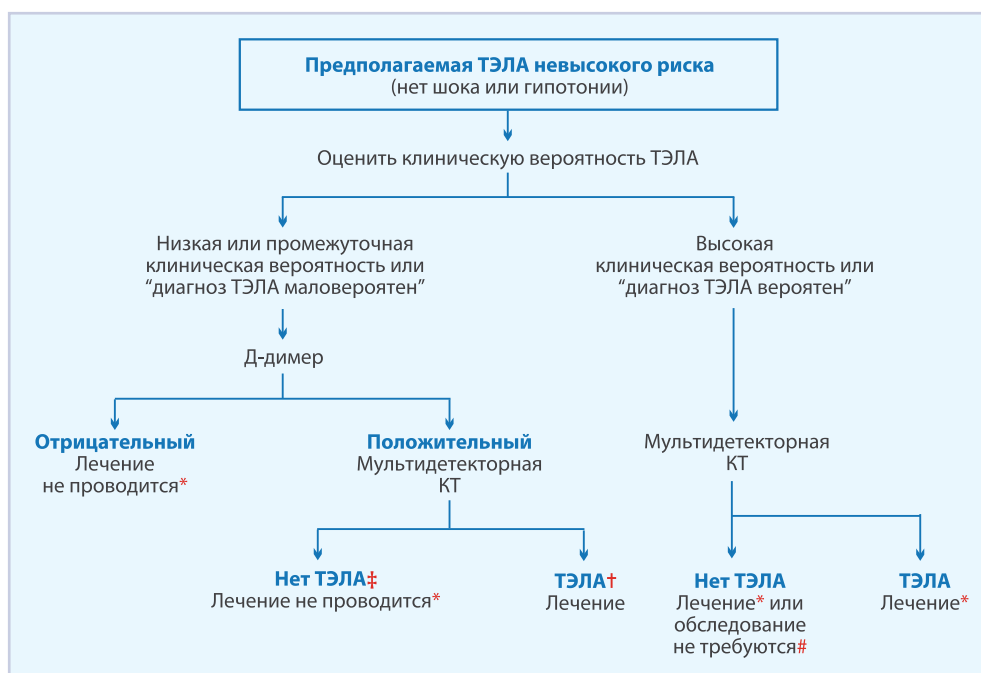 Предполагаемая ТЭЛА невысокого риска
(нет шока или гипотонии)
Оценить клиническую вероятность ТЭЛА
Низкая или промежуточная
клиническая вероятность или
“диагноз ТЭЛА маловероятен”
Высокая
клиническая вероятность или
“диагноз ТЭЛА вероятен”
Д-димер
Отрицательный
Лечение
не проводится*
Положительный
Мультидетекторная
КТ
Мультидетекторная
КТ
Нет ТЭЛА‡
Лечение не проводится*
ТЭЛА†
Лечение
Нет ТЭЛА
Лечение* или
обследование
не требуются#
ТЭЛА
Лечение*